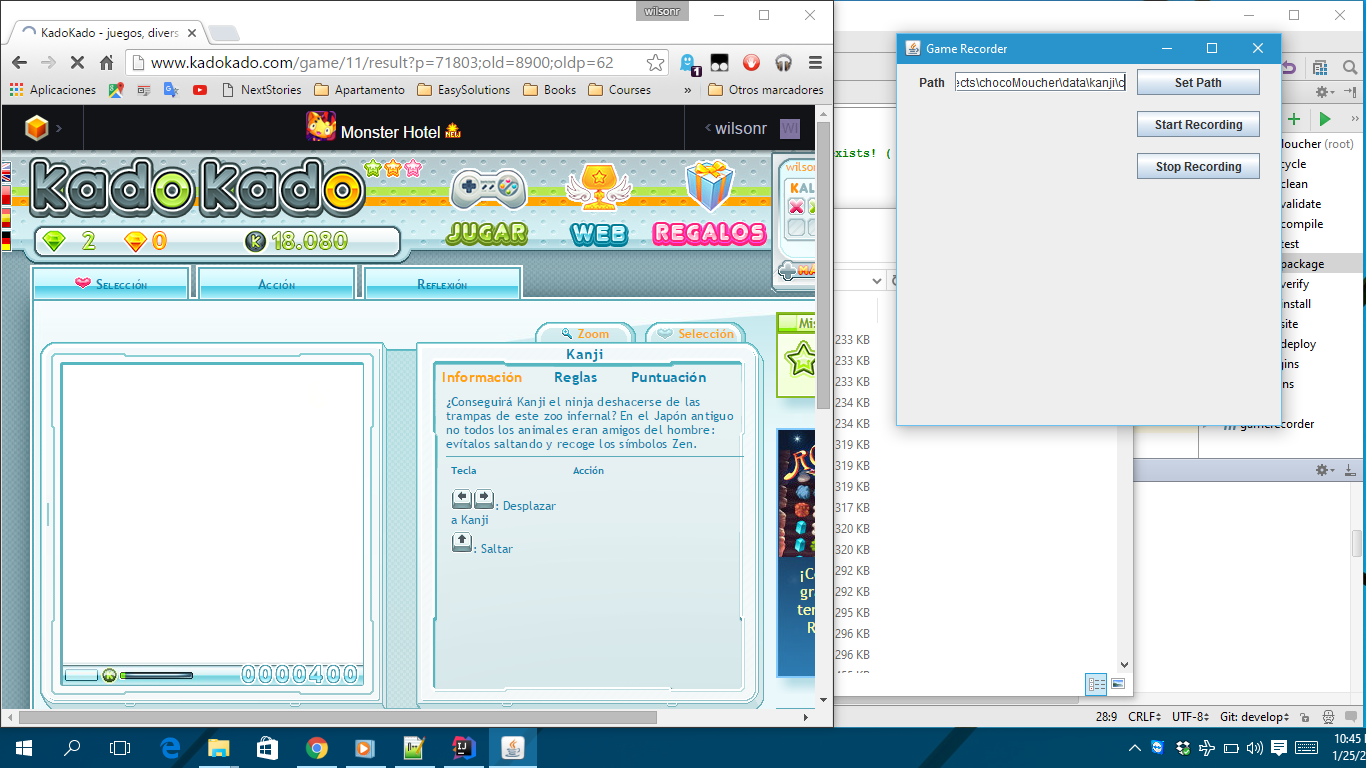 wilsonr
KadoKado - juegos, divers
www.kadokado.com/game/11/result?p=71803;old=8900;oldp=62
1
Aplicaciones
NextStories
Apartamento
EasySolutions
Books
Courses
»
Otros marcadores
Monster Hotel
wilsonr
WI
KadoKado
JUGAR
WEB
REGALOS
2
0
K 18.080
Selección
Acción
Reflexión
Zoom
Selección
Kanji
Información
Reglas
Puntuación
¿Conseguirá Kanji el ninja deshacerse de las
trampas de este zoo infernal? En el Japón antiguo
no todos los animales eran amigos del hombre:
evítalos saltando y recoge los símbolos Zen.
Tecla
Acción
: Desplazar
a Kanji
: Saltar
0000400
Game Recorder
Path
cts\chocoMoucher\data\kanji\c
Set Path
Start Recording
Stop Recording
xists! (
loucher (root)
ycle
clean
validate
compile
test
package
verify
install
site
deploy
gins
ns
gamerecorder
233 KB
233 KB
233 KB
234 KB
234 KB
319 KB
319 KB
319 KB
317 KB
320 KB
320 KB
292 KB
292 KB
295 KB
296 KB
296 KB
28:9
CRLF
UTF-8
Git: develop
10:45
1/25/2